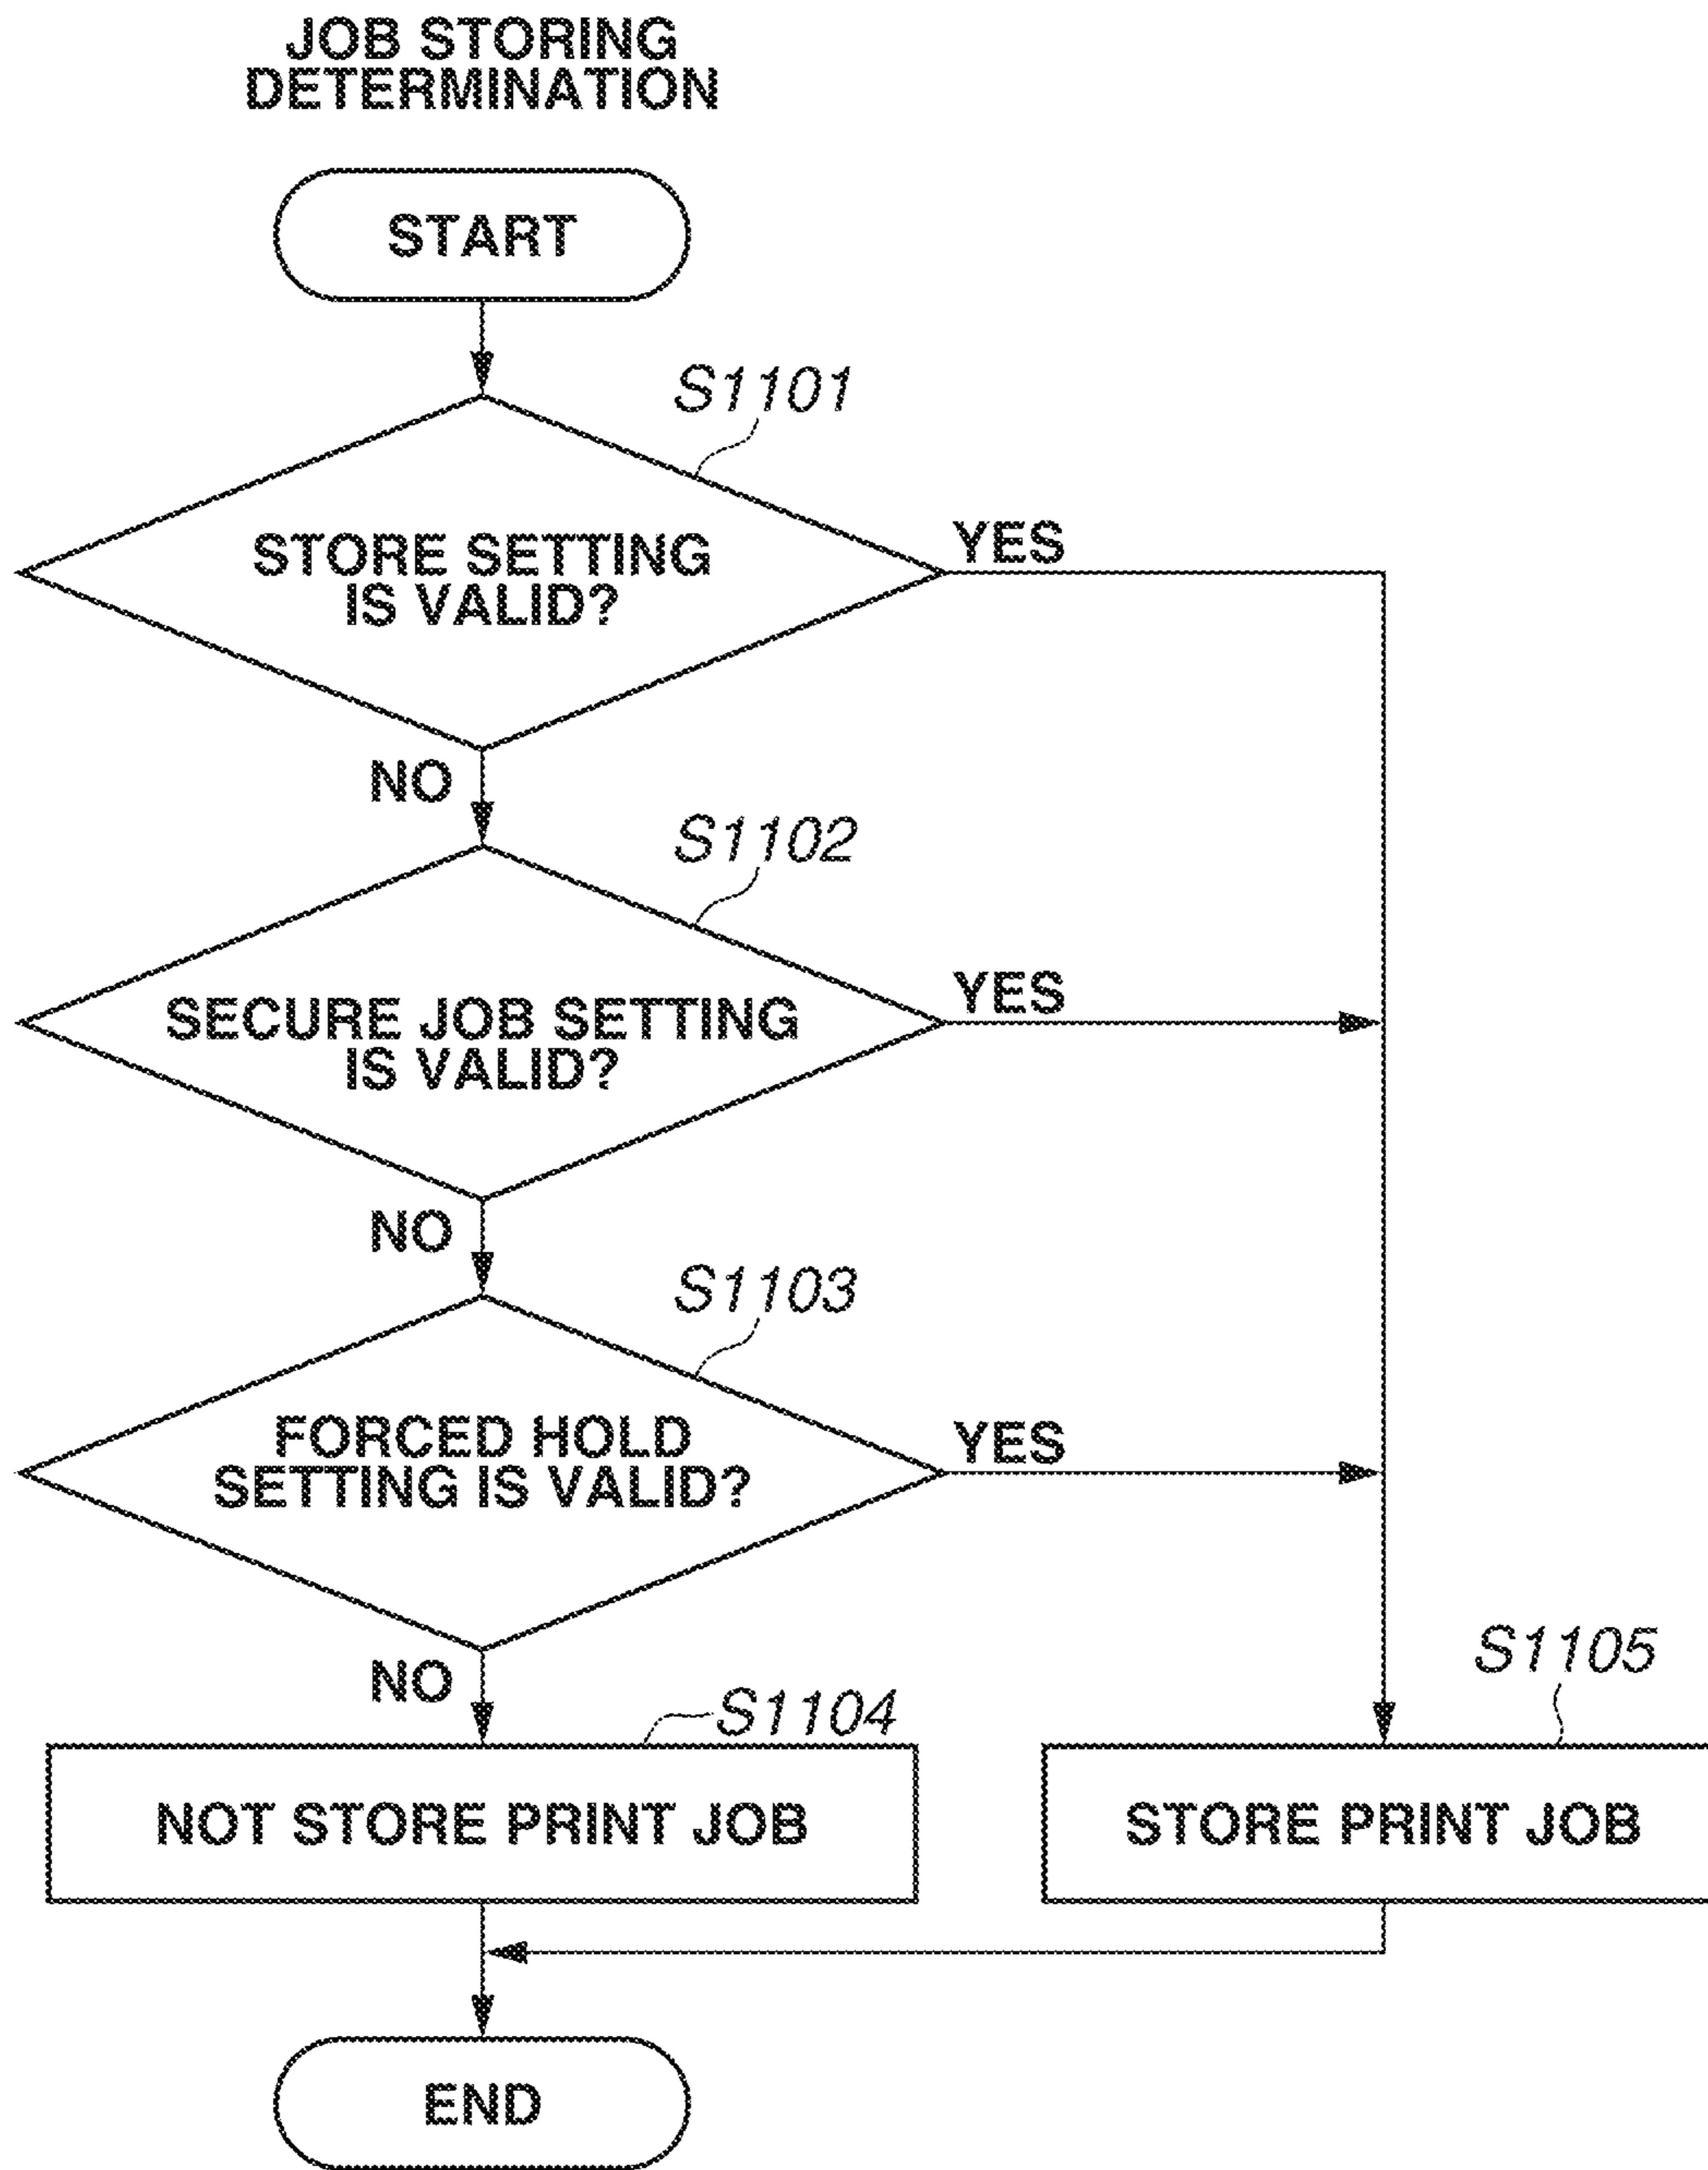 JOB STORING
DETERMINATION
START
S1101
STORE SETTING
IS VALID?
YES
NO
S1102
SECURE JOB SETTING
IS VALID?
YES
NO
S1103
FORCED HOLD
SETTING IS VALID?
YES
NO
S1104
S1105
NOT STORE PRINT JOB
STORE PRINT JOB
END